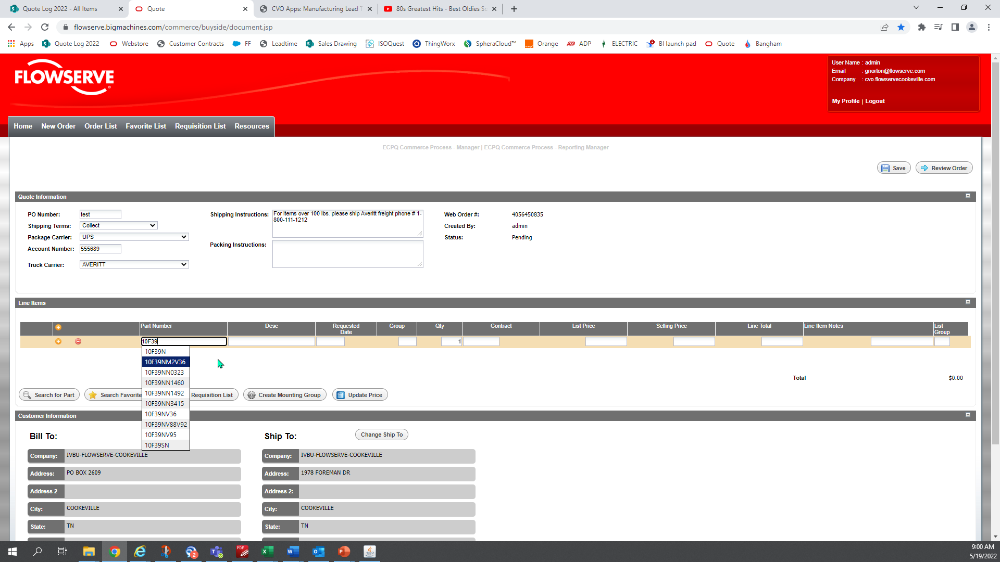 Quote Log 2022 - All Items
Quote
CVO Apps: Manufacturing Lead T
80s Greatest Hits - Best Oldies So
flowserve.bigmachines.com/commerce/buyside/document.jsp
Apps
Quote Log 2022
Webstore
Customer Contracts
FF
Leadtime
Sales Drawing
ISOQuest
ThingWorx
SpheraCloud™
Orange
ADP
ELECTRIC
BI launch pad
Quote
Bangham
FLOWSERVE
User Name : admin
Email : gnorton@flowserve.com
Company : cvo.flowservecookeville.com
My Profile | Logout
Home New Order Order List Favorite List Requisition List Resources
ECPQ Commerce Process - Manager | ECPQ Commerce Process - Reporting Manager
Save
Review Order
Quote Information
PO Number: test
Shipping Terms: Collect
Package Carrier: UPS
Account Number: 555689
Truck Carrier: AVERITT
Shipping Instructions: For items over 100 lbs. please ship Averitt freight phone # 1-
800-111-1212
Packing Instructions:
Web Order #: 4056450835
Created By: admin
Status: Pending
Line Items
Part Number Desc Requested Date Group Qty Contract List Price Selling Price Line Total Line Item Notes List Group
10F39 1
10F39N
10F39NM2V36
10F39NN0323
10F39NN1460
10F39NN1492
10F39NN3415
10F39NV36
10F39NV88V92
10F39NV95
10F39SN
Total $0.00
Search for Part
Search Favorite
Requisition List
Create Mounting Group
Update Price
Customer Information
Bill To:
Company: IVBU-FLOWSERVE-COOKEVILLE
Address: PO BOX 2609
Address 2
City: COOKEVILLE
State: TN
Ship To:
Change Ship To
Company: IVBU-FLOWSERVE-COOKEVILLE
Address: 1978 FOREMAN DR
Address 2:
City: COOKEVILLE
State: TN
9:00 AM
5/19/2022